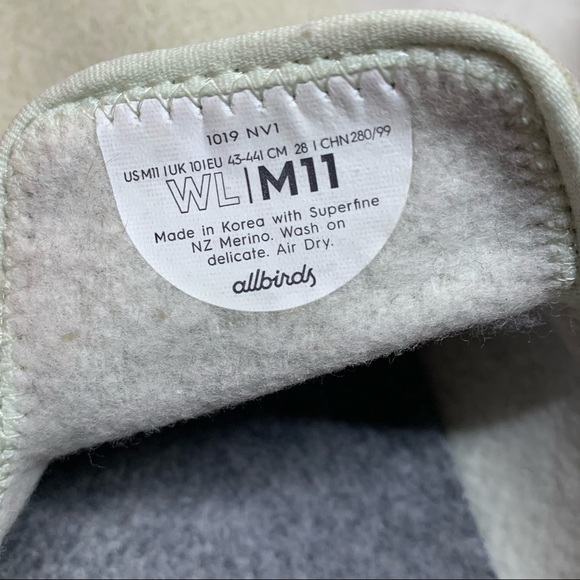 1019 NV1
US M11 | UK 10 | EU 43-44 | CM 28 | CHN 280/99
WL | M11
Made in Korea with Superfine
NZ Merino. Wash on
delicate. Air Dry.
allbirds